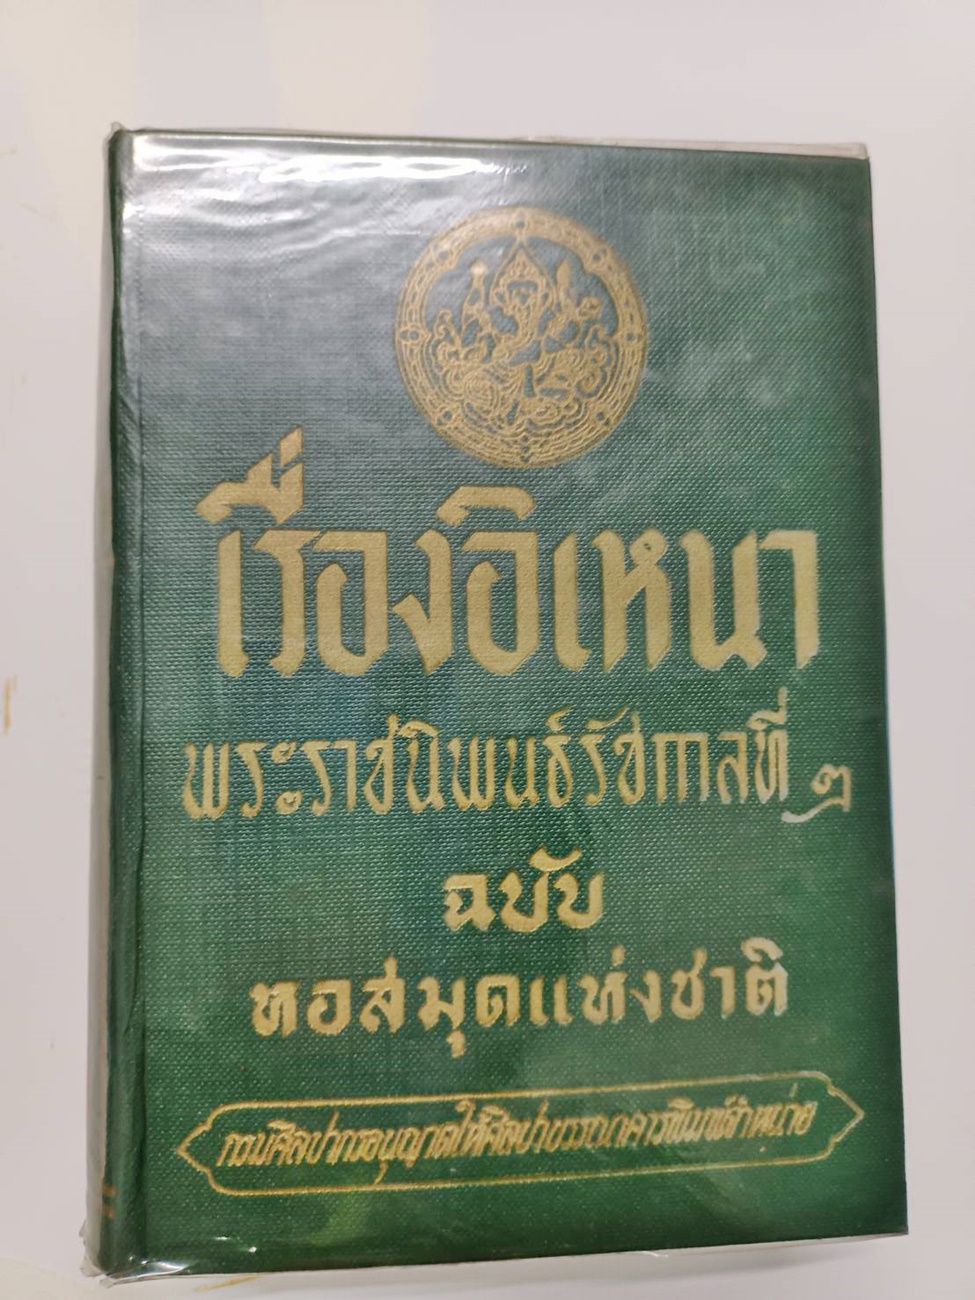 เรื่องอิเหนา
พระราชนิพนธ์รัชกาลที่ ๒
ฉบับ
หอสมุดแห่งชาติ
กรมศิลปากรอนุญาตให้ศิลปาบรรณาคารพิมพ์จำหน่าย